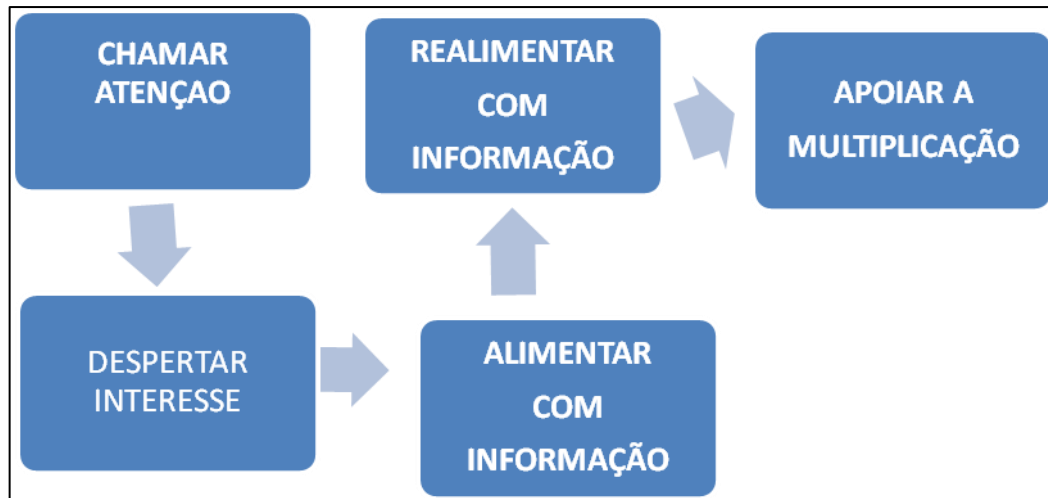 CHAMAR
ATENÇAO
DESPERTAR
INTERESSE
ALIMENTAR
COM
INFORMAÇÃO
REALIMENTAR
COM
INFORMAÇÃO
APOIAR A
MULTIPLICAÇÃO